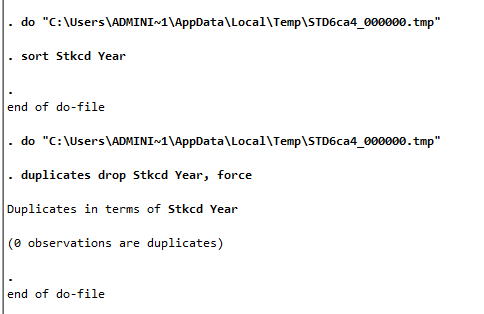 . do "C:\Users\ADMINI~1\AppData\Local\Temp\STD6ca4_000000.tmp"
. sort Stkcd Year
.
end of do-file
. do "C:\Users\ADMINI~1\AppData\Local\Temp\STD6ca4_000000.tmp"
. duplicates drop Stkcd Year, force
Duplicates in terms of Stkcd Year
(0 observations are duplicates)
.
end of do-file